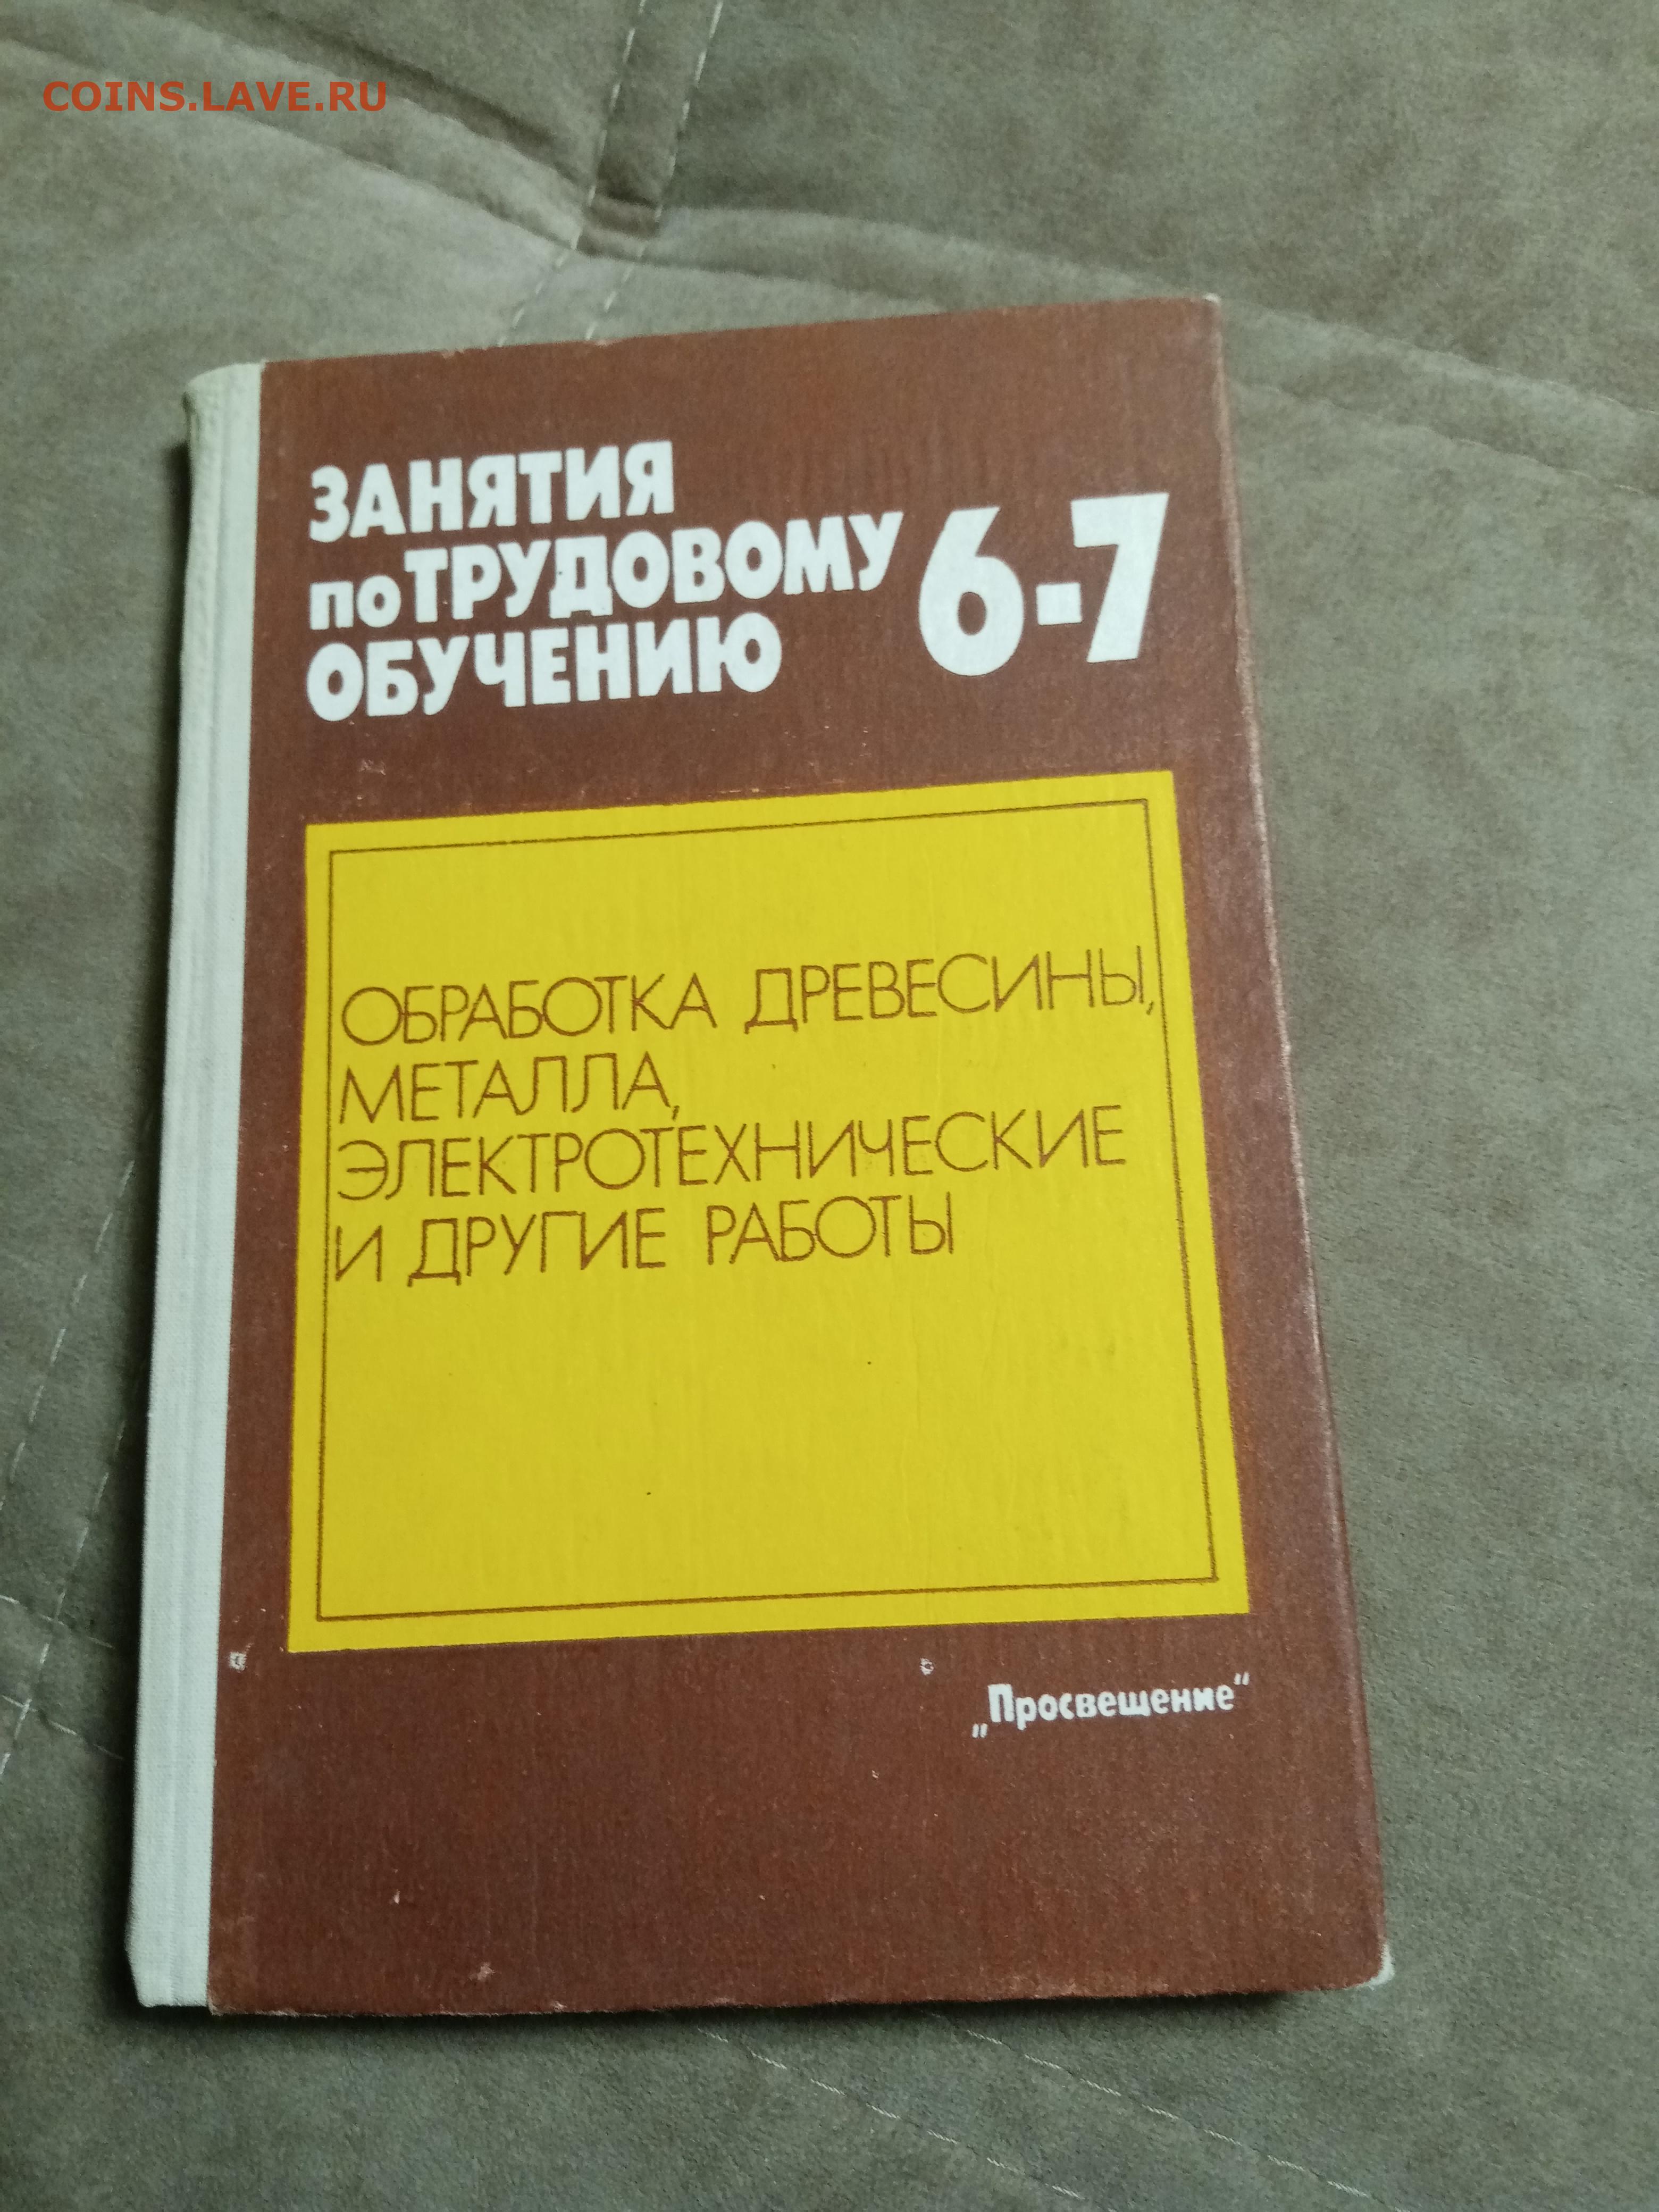 COINS.LAVE.RU
ЗАНЯТИЯ
по ТРУДОВОМУ 6-7
ОБУЧЕНИЮ
ОБРАБОТКА ДРЕВЕСИНЫ,
МЕТАЛЛА,
ЭЛЕКТРОТЕХНИЧЕСКИЕ
И ДРУГИЕ РАБОТЫ
„Просвещение“